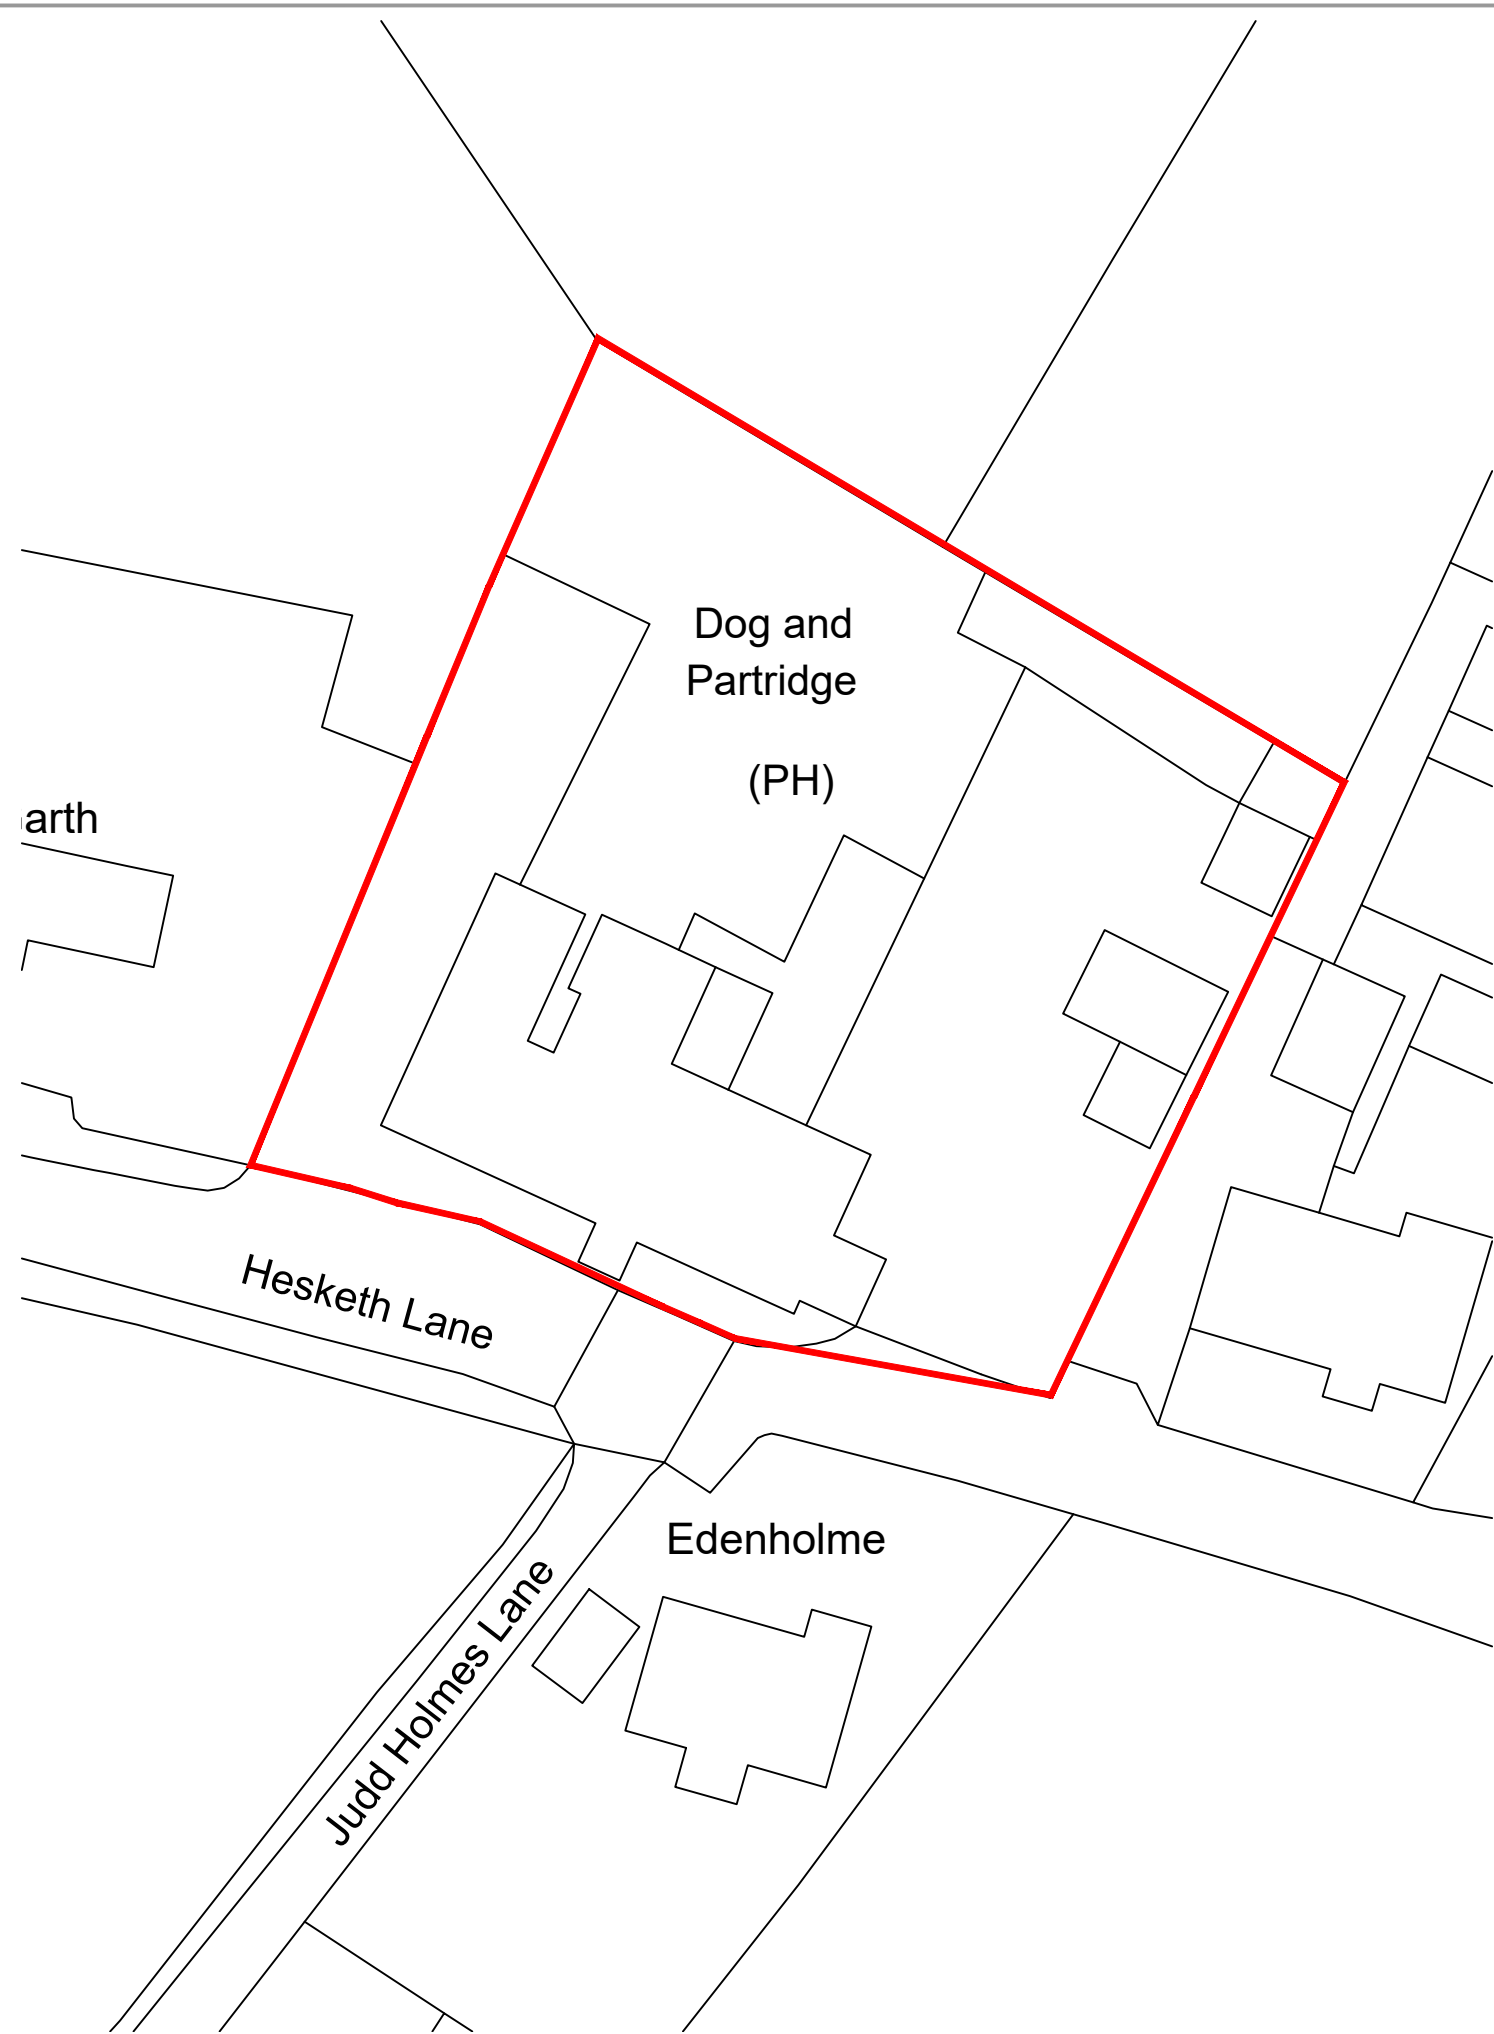 Dog and
Partridge
(PH)
arth
Hesketh Lane
Edenholme
Judd Holmes Lane